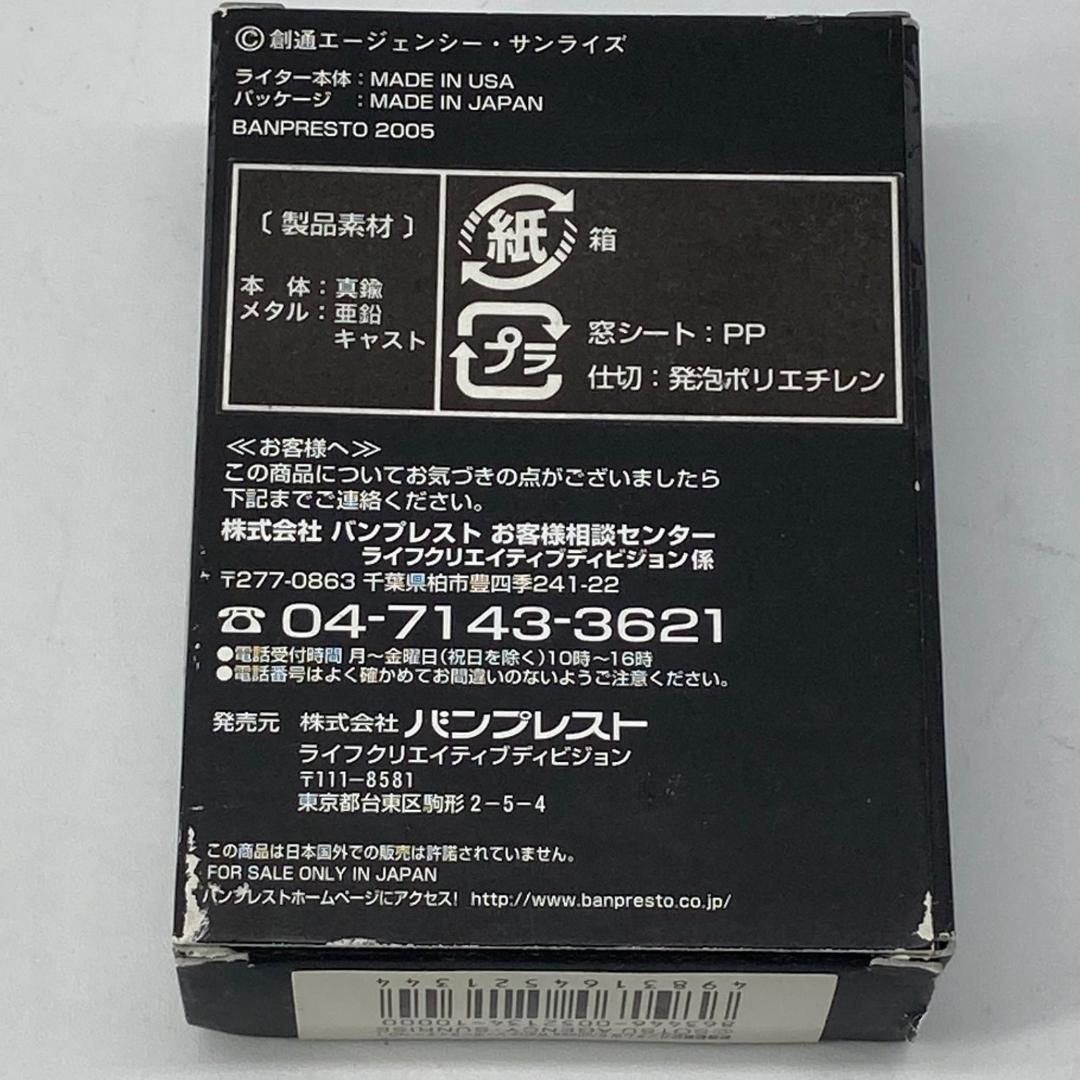 ©創通エージェンシー・サンライズ
ライター本体：MADE IN USA
パッケージ　：MADE IN JAPAN
BANPRESTO 2005
〔 製品素材 〕
本　体：真鍮
メタル：亜鉛
キャスト
紙 箱
プラ
窓シート：PP
仕切：発泡ポリエチレン
≪お客様へ≫
この商品についてお気づきの点がございましたら
下記までご連絡ください。
株式会社 バンプレスト お客様相談センター
ライフクリエイティブディビジョン係
〒277-0863 千葉県柏市豊四季241-22
☎ 04-7143-3621
●電話受付時間 月〜金曜日(祝日を除く)10時〜16時
●電話番号はよく確かめてお間違いのないようご注意ください。
発売元　株式会社 バンプレスト
ライフクリエイティブディビジョン
〒111-8581
東京都台東区駒形2-5-4
この商品は日本国外での販売は許諾されていません。
FOR SALE ONLY IN JAPAN
バンプレストホームページにアクセス! http://www.banpresto.co.jp/
4983164521344
863446-0052134-10000